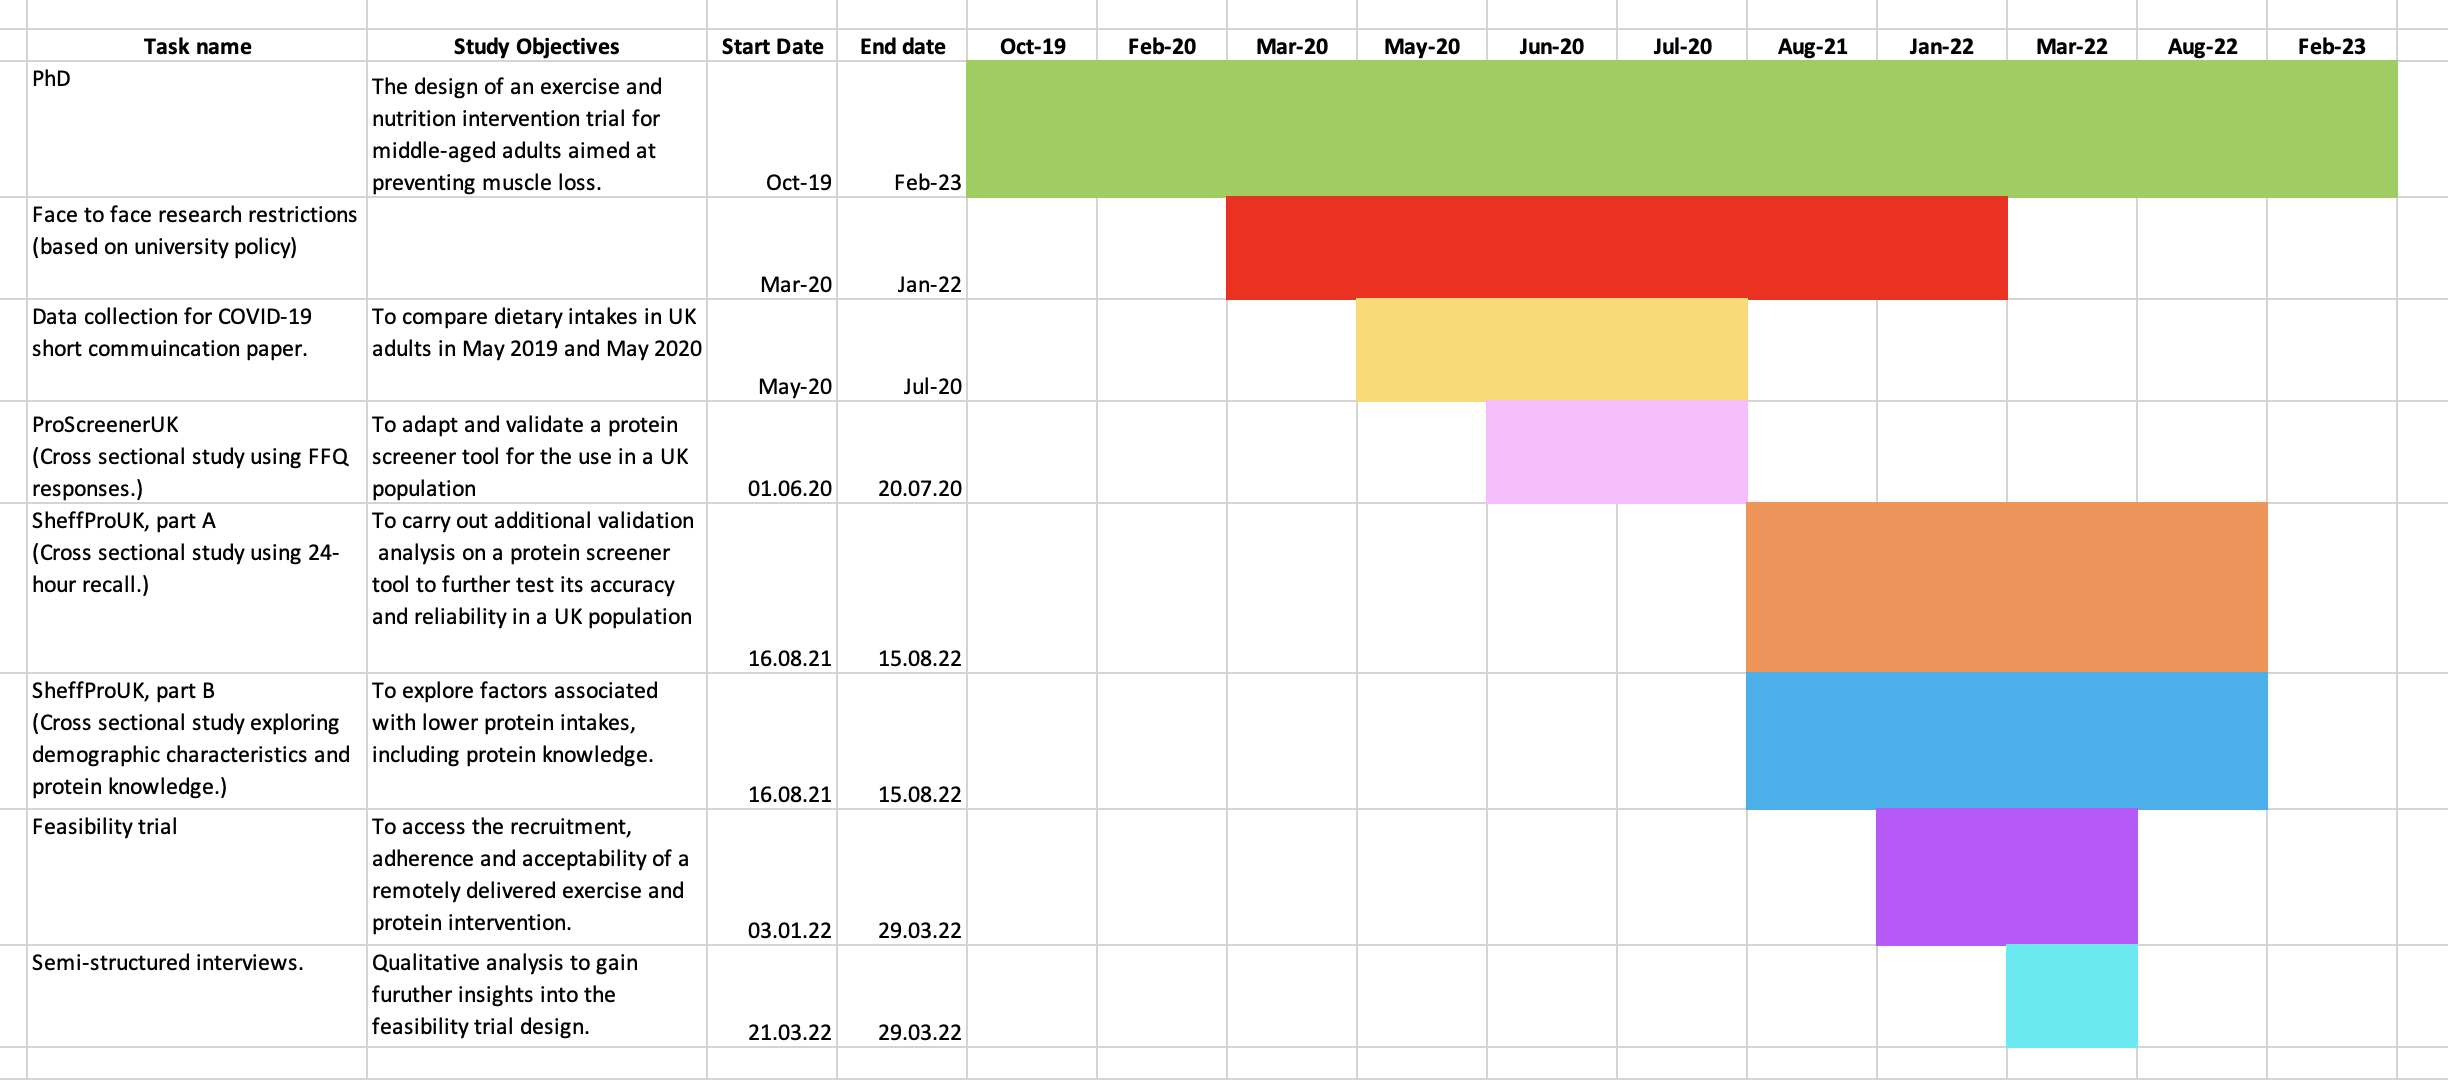 Task name Study Objectives Start Date End date Oct-19 Feb-20 Mar-20 May-20 Jun-20 Jul-20 Aug-21 Jan-22 Mar-22 Aug-22 Feb-23
PhD
The design of an exercise and
nutrition intervention trial for
middle-aged adults aimed at
preventing muscle loss.
Oct-19 Feb-23
Face to face research restrictions
(based on university policy)
Mar-20 Jan-22
Data collection for COVID-19
short commuincation paper.
To compare dietary intakes in UK
adults in May 2019 and May 2020
May-20 Jul-20
ProScreenerUK
(Cross sectional study using FFQ
responses.)
To adapt and validate a protein
screener tool for the use in a UK
population
01.06.20 20.07.20
SheffProUK, part A
(Cross sectional study using 24-
hour recall.)
To carry out additional validation
analysis on a protein screener
tool to further test its accuracy
and reliability in a UK population
16.08.21 15.08.22
SheffProUK, part B
(Cross sectional study exploring
demographic characteristics and
protein knowledge.)
To explore factors associated
with lower protein intakes,
including protein knowledge.
16.08.21 15.08.22
Feasibility trial
To access the recruitment,
adherence and acceptability of a
remotely delivered exercise and
protein intervention.
03.01.22 29.03.22
Semi-structured interviews.
Qualitative analysis to gain
furuther insights into the
feasibility trial design.
21.03.22 29.03.22